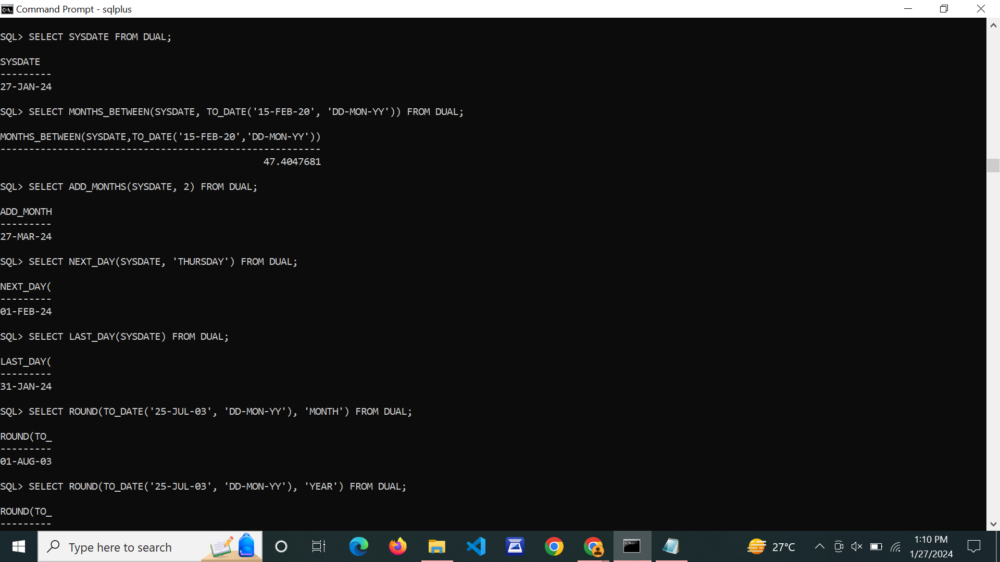 Command Prompt - sqlplus
SQL> SELECT SYSDATE FROM DUAL;
SYSDATE
---------
27-JAN-24
SQL> SELECT MONTHS_BETWEEN(SYSDATE, TO_DATE('15-FEB-20', 'DD-MON-YY')) FROM DUAL;
MONTHS_BETWEEN(SYSDATE,TO_DATE('15-FEB-20','DD-MON-YY'))
--------------------------------------------------------
47.4047681
SQL> SELECT ADD_MONTHS(SYSDATE, 2) FROM DUAL;
ADD_MONTH
---------
27-MAR-24
SQL> SELECT NEXT_DAY(SYSDATE, 'THURSDAY') FROM DUAL;
NEXT_DAY(
---------
01-FEB-24
SQL> SELECT LAST_DAY(SYSDATE) FROM DUAL;
LAST_DAY(
---------
31-JAN-24
SQL> SELECT ROUND(TO_DATE('25-JUL-03', 'DD-MON-YY'), 'MONTH') FROM DUAL;
ROUND(TO_
---------
01-AUG-03
SQL> SELECT ROUND(TO_DATE('25-JUL-03', 'DD-MON-YY'), 'YEAR') FROM DUAL;
ROUND(TO_
---------
Type here to search
27°C
1:10 PM
1/27/2024